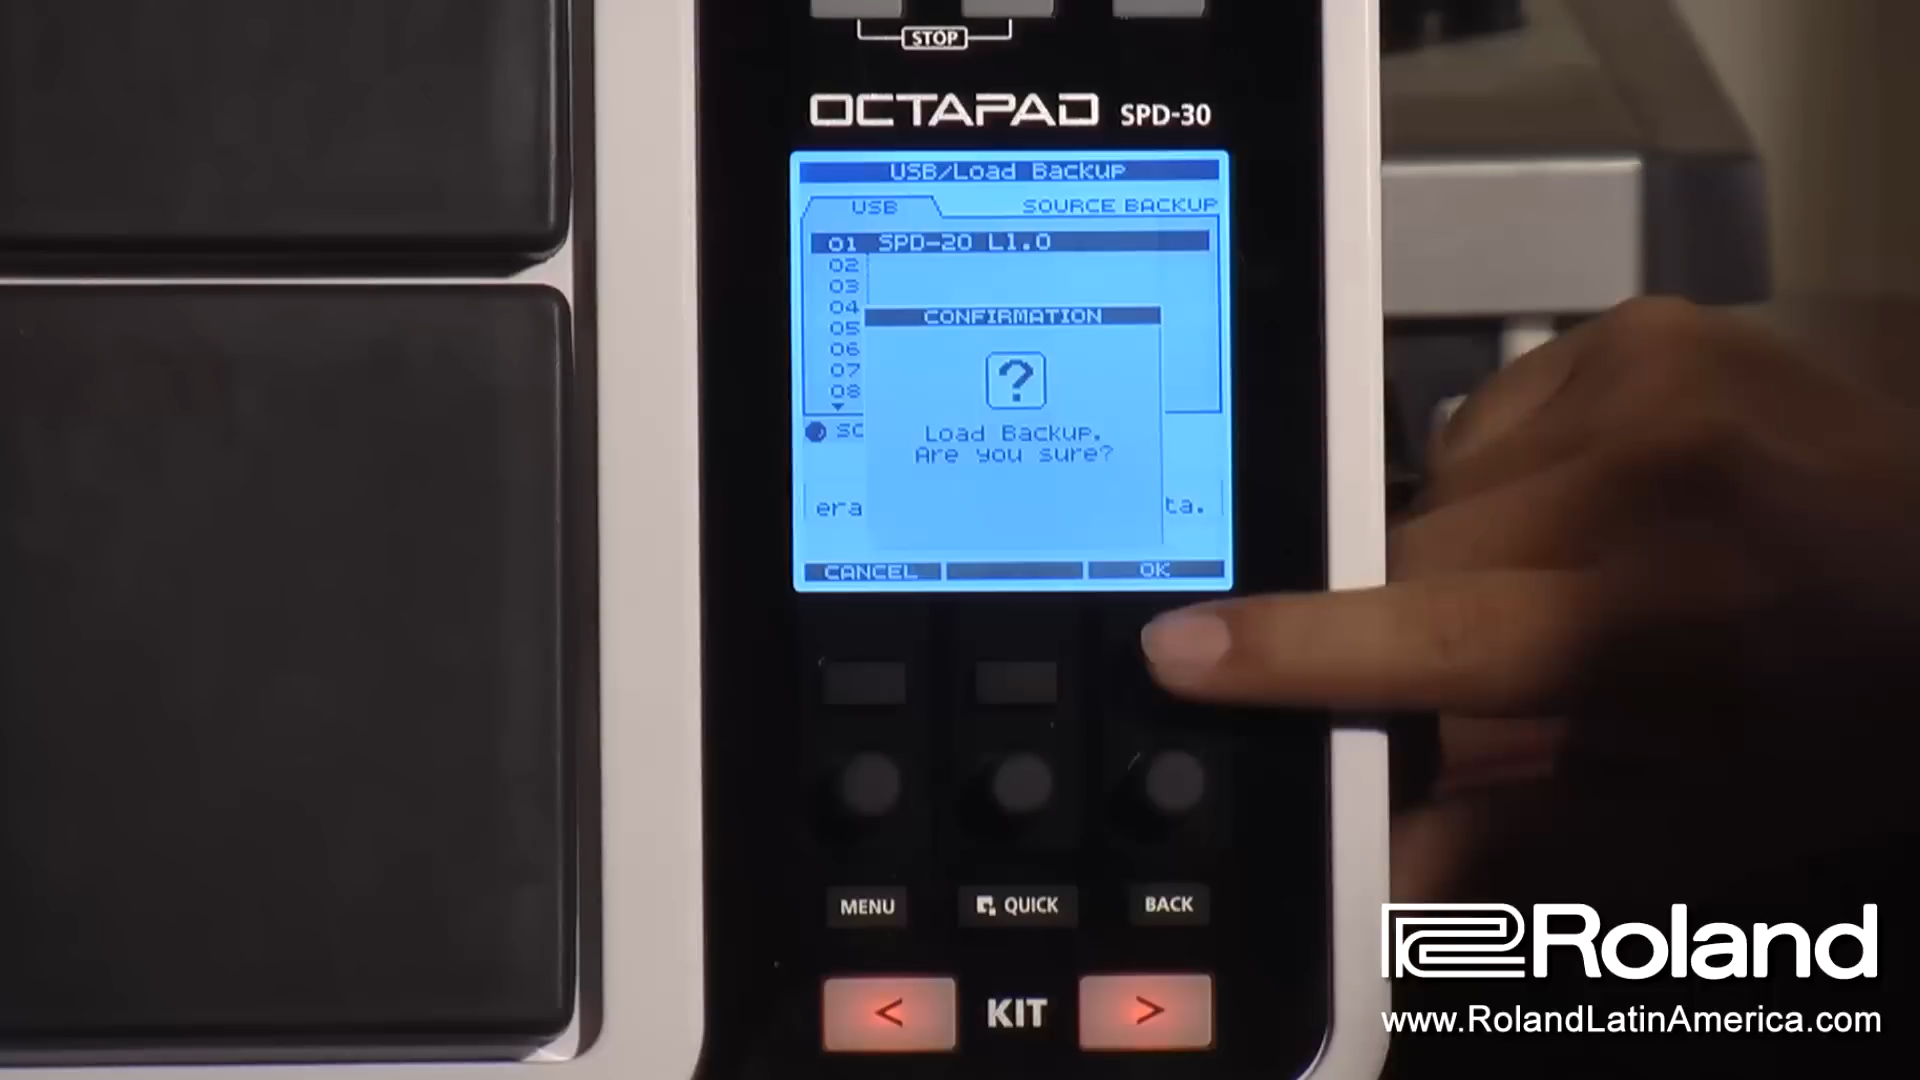 STOP
OCTAPAD SPD-30
USB/Load Backup
USB SOURCE BACKUP
01 SPD-20 L1.0
02
03
04
05
06
07
08
CONFIRMATION
?
Load Backup.
Are you sure?
CANCEL OK
MENU QUICK BACK
< KIT >
Roland
www.RolandLatinAmerica.com